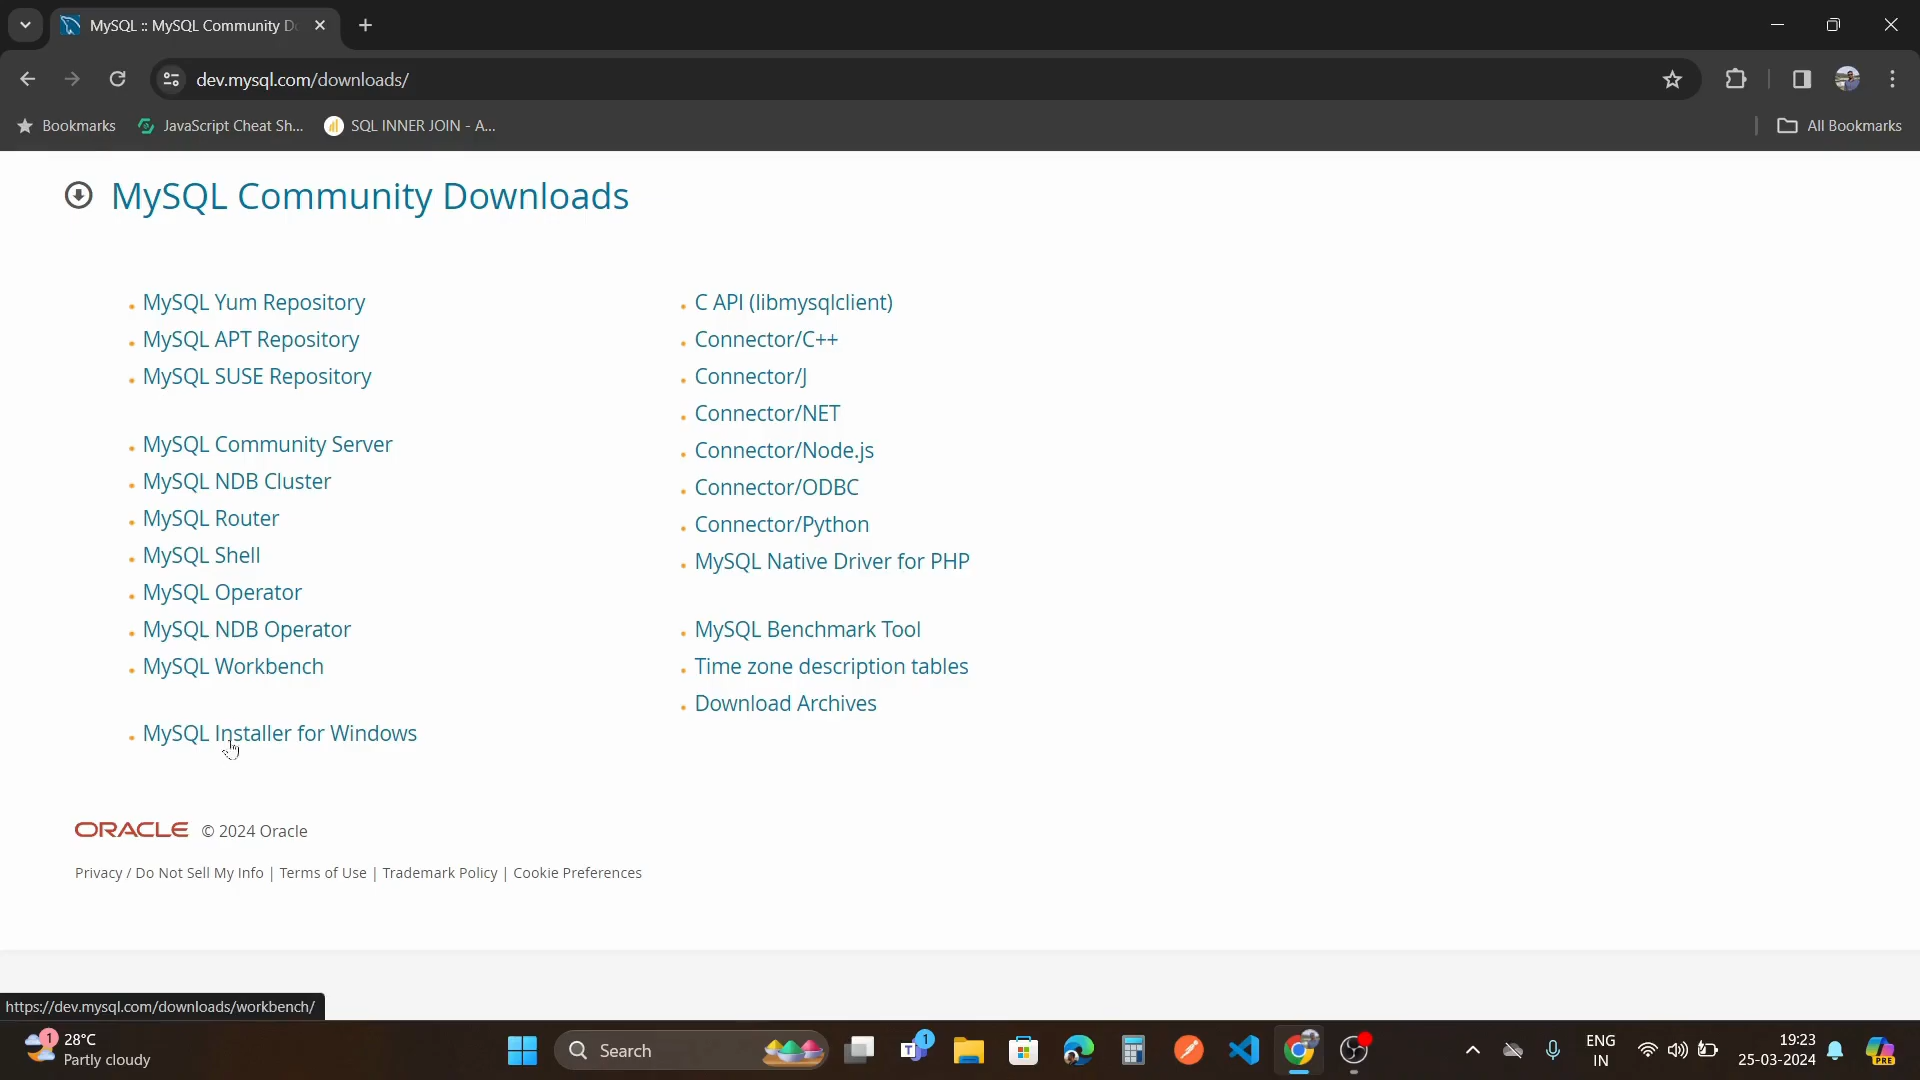 MySQL :: MySQL Community D
dev.mysql.com/downloads/
Bookmarks
JavaScript Cheat Sh...
SQL INNER JOIN - A...
All Bookmarks
MySQL Community Downloads
MySQL Yum Repository
MySQL APT Repository
MySQL SUSE Repository
MySQL Community Server
MySQL NDB Cluster
MySQL Router
MySQL Shell
MySQL Operator
MySQL NDB Operator
MySQL Workbench
MySQL Installer for Windows
C API (libmysqlclient)
Connector/C++
Connector/J
Connector/NET
Connector/Node.js
Connector/ODBC
Connector/Python
MySQL Native Driver for PHP
MySQL Benchmark Tool
Time zone description tables
Download Archives
ORACLE © 2024 Oracle
Privacy / Do Not Sell My Info | Terms of Use | Trademark Policy | Cookie Preferences
https://dev.mysql.com/downloads/workbench/
1
28°C
Partly cloudy
Search
1
ENG
IN
19:23
25-03-2024
PRE